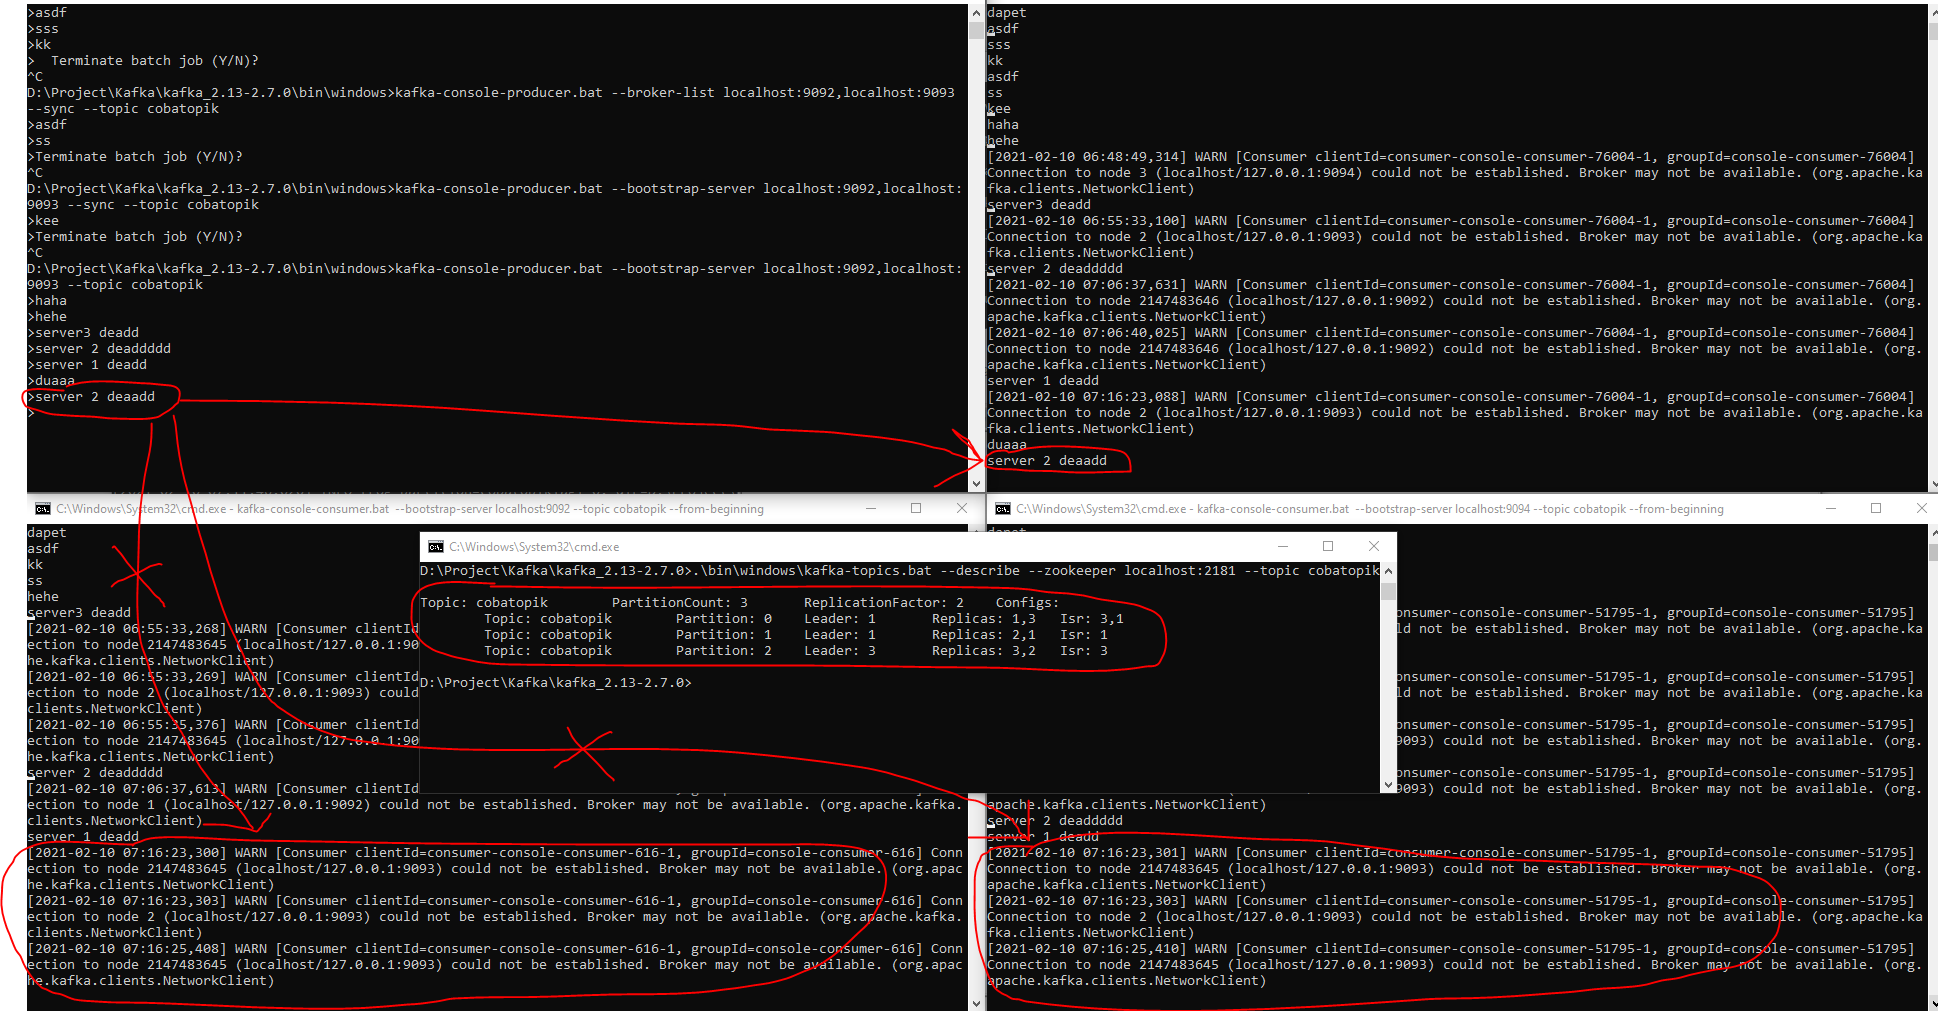 >asdf
>sss
>kk
>  Terminate batch job (Y/N)?
^C
D:\Project\Kafka\kafka_2.13-2.7.0\bin\windows>kafka-console-producer.bat --broker-list localhost:9092,localhost:9093
--sync --topic cobatopik
>asdf
>ss
>Terminate batch job (Y/N)?
^C
D:\Project\Kafka\kafka_2.13-2.7.0\bin\windows>kafka-console-producer.bat --bootstrap-server localhost:9092,localhost:
9093 --sync --topic cobatopik
>kee
>Terminate batch job (Y/N)?
^C
D:\Project\Kafka\kafka_2.13-2.7.0\bin\windows>kafka-console-producer.bat --bootstrap-server localhost:9092,localhost:
9093 --topic cobatopik
>haha
>hehe
>server3 deadd
>server 2 deaddddd
>server 1 deadd
>duaaa
>server 2 deaadd
>
dapet
asdf
sss
kk
asdf
ss
kee
haha
hehe
[2021-02-10 06:48:49,314] WARN [Consumer clientId=consumer-console-consumer-76004-1, groupId=console-consumer-76004]
Connection to node 3 (localhost/127.0.0.1:9094) could not be established. Broker may not be available. (org.apache.ka
fka.clients.NetworkClient)
server3 deadd
[2021-02-10 06:55:33,100] WARN [Consumer clientId=consumer-console-consumer-76004-1, groupId=console-consumer-76004]
Connection to node 2 (localhost/127.0.0.1:9093) could not be established. Broker may not be available. (org.apache.ka
fka.clients.NetworkClient)
server 2 deaddddd
[2021-02-10 07:06:37,631] WARN [Consumer clientId=consumer-console-consumer-76004-1, groupId=console-consumer-76004]
Connection to node 2147483646 (localhost/127.0.0.1:9092) could not be established. Broker may not be available. (org.
apache.kafka.clients.NetworkClient)
[2021-02-10 07:06:40,025] WARN [Consumer clientId=consumer-console-consumer-76004-1, groupId=console-consumer-76004]
Connection to node 2147483646 (localhost/127.0.0.1:9092) could not be established. Broker may not be available. (org.
apache.kafka.clients.NetworkClient)
server 1 deadd
[2021-02-10 07:16:23,088] WARN [Consumer clientId=consumer-console-consumer-76004-1, groupId=console-consumer-76004]
Connection to node 2 (localhost/127.0.0.1:9093) could not be established. Broker may not be available. (org.apache.ka
fka.clients.NetworkClient)
duaaa
server 2 deaadd
C:\Windows\System32\cmd.exe - kafka-console-consumer.bat  --bootstrap-server localhost:9092 --topic cobatopik --from-beginning
dapet
asdf
kk
ss
hehe
server3 deadd
[2021-02-10 06:55:33,268] WARN [Consumer clientId
ection to node 2147483645 (localhost/127.0.0.1:90
he.kafka.clients.NetworkClient)
[2021-02-10 06:55:33,269] WARN [Consumer clientId
ection to node 2 (localhost/127.0.0.1:9093) could
clients.NetworkClient)
[2021-02-10 06:55:35,376] WARN [Consumer clientId
ection to node 2147483645 (localhost/127.0.0.1:90
he.kafka.clients.NetworkClient)
server 2 deaddddd
[2021-02-10 07:06:37,613] WARN [Consumer clientId
ection to node 1 (localhost/127.0.0.1:9092) could not be established. Broker may not be available. (org.apache.kafka.
clients.NetworkClient)
server 1 deadd
[2021-02-10 07:16:23,300] WARN [Consumer clientId=consumer-console-consumer-616-1, groupId=console-consumer-616] Conn
ection to node 2147483645 (localhost/127.0.0.1:9093) could not be established. Broker may not be available. (org.apac
he.kafka.clients.NetworkClient)
[2021-02-10 07:16:23,303] WARN [Consumer clientId=consumer-console-consumer-616-1, groupId=console-consumer-616] Conn
ection to node 2 (localhost/127.0.0.1:9093) could not be established. Broker may not be available. (org.apache.kafka.
clients.NetworkClient)
[2021-02-10 07:16:25,408] WARN [Consumer clientId=consumer-console-consumer-616-1, groupId=console-consumer-616] Conn
ection to node 2147483645 (localhost/127.0.0.1:9093) could not be established. Broker may not be available. (org.apac
he.kafka.clients.NetworkClient)
C:\Windows\System32\cmd.exe
D:\Project\Kafka\kafka_2.13-2.7.0>.\bin\windows\kafka-topics.bat --describe --zookeeper localhost:2181 --topic cobatopik
Topic: cobatopik        PartitionCount: 3       ReplicationFactor: 2    Configs:
Topic: cobatopik        Partition: 0    Leader: 1       Replicas: 1,3   Isr: 3,1
Topic: cobatopik        Partition: 1    Leader: 1       Replicas: 2,1   Isr: 1
Topic: cobatopik        Partition: 2    Leader: 3       Replicas: 3,2   Isr: 3
D:\Project\Kafka\kafka_2.13-2.7.0>
C:\Windows\System32\cmd.exe - kafka-console-consumer.bat  --bootstrap-server localhost:9094 --topic cobatopik --from-beginning
onsumer-console-consumer-51795-1, groupId=console-consumer-51795]
ld not be established. Broker may not be available. (org.apache.ka
onsumer-console-consumer-51795-1, groupId=console-consumer-51795]
ld not be established. Broker may not be available. (org.apache.ka
onsumer-console-consumer-51795-1, groupId=console-consumer-51795]
9093) could not be established. Broker may not be available. (org.
onsumer-console-consumer-51795-1, groupId=console-consumer-51795]
9093) could not be established. Broker may not be available. (org.
apache.kafka.clients.NetworkClient)
server 2 deaddddd
server 1 deadd
[2021-02-10 07:16:23,301] WARN [Consumer clientId=consumer-console-consumer-51795-1, groupId=console-consumer-51795]
Connection to node 2147483645 (localhost/127.0.0.1:9093) could not be established. Broker may not be available. (org.
apache.kafka.clients.NetworkClient)
[2021-02-10 07:16:23,303] WARN [Consumer clientId=consumer-console-consumer-51795-1, groupId=console-consumer-51795]
Connection to node 2 (localhost/127.0.0.1:9093) could not be established. Broker may not be available. (org.apache.ka
fka.clients.NetworkClient)
[2021-02-10 07:16:25,410] WARN [Consumer clientId=consumer-console-consumer-51795-1, groupId=console-consumer-51795]
Connection to node 2147483645 (localhost/127.0.0.1:9093) could not be established. Broker may not be available. (org.
apache.kafka.clients.NetworkClient)